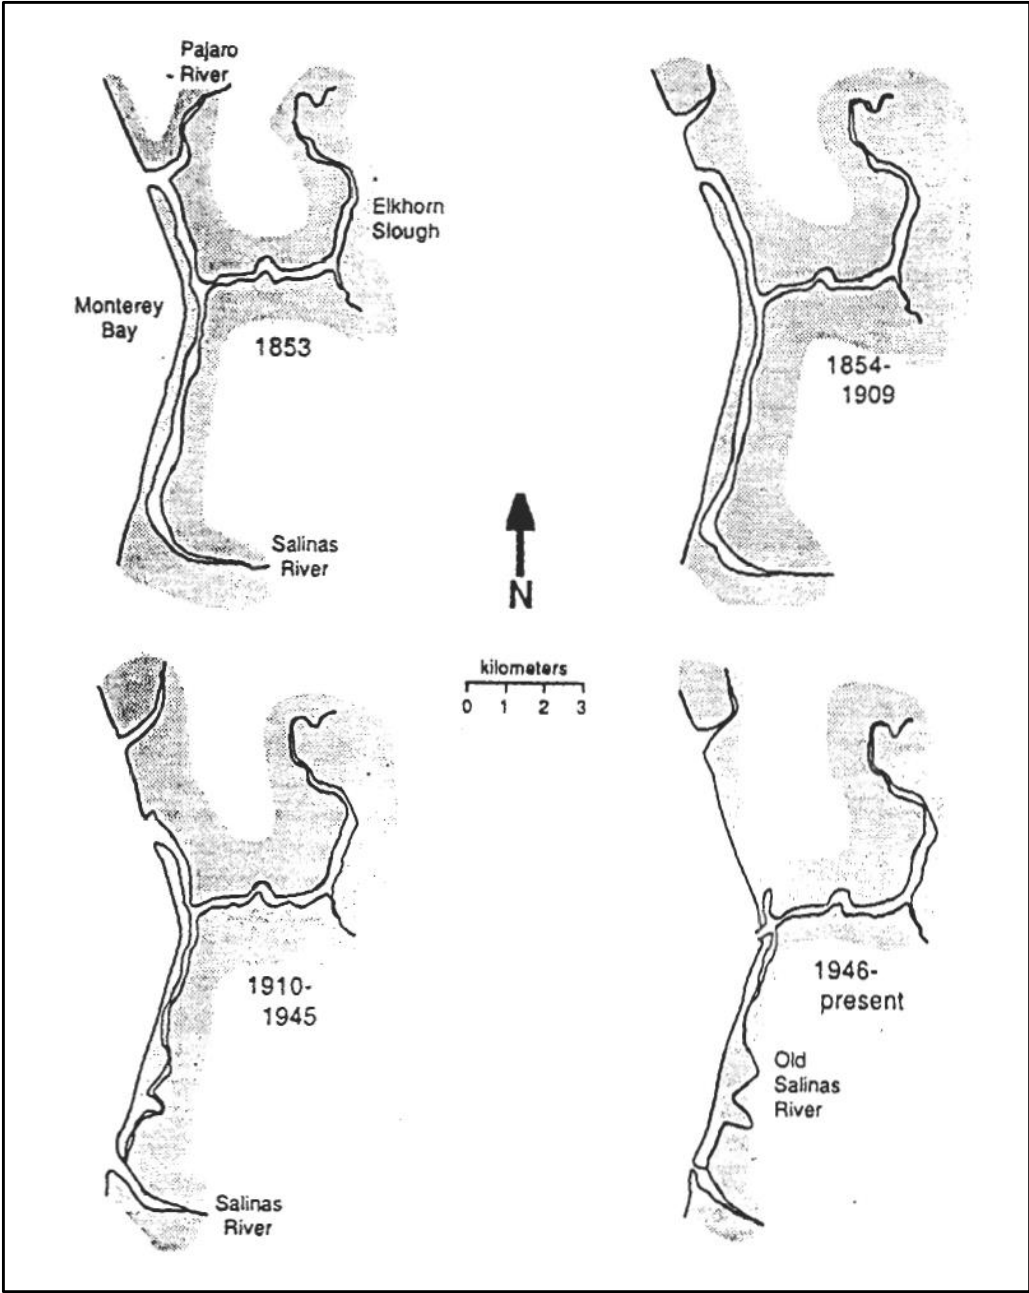 Pajaro
River
Elkhorn
Slough
Monterey
Bay
1853
Salinas
River
1854-
1909
N
kilometers
0 1 2 3
1910-
1945
Salinas
River
1946-
present
Old
Salinas
River